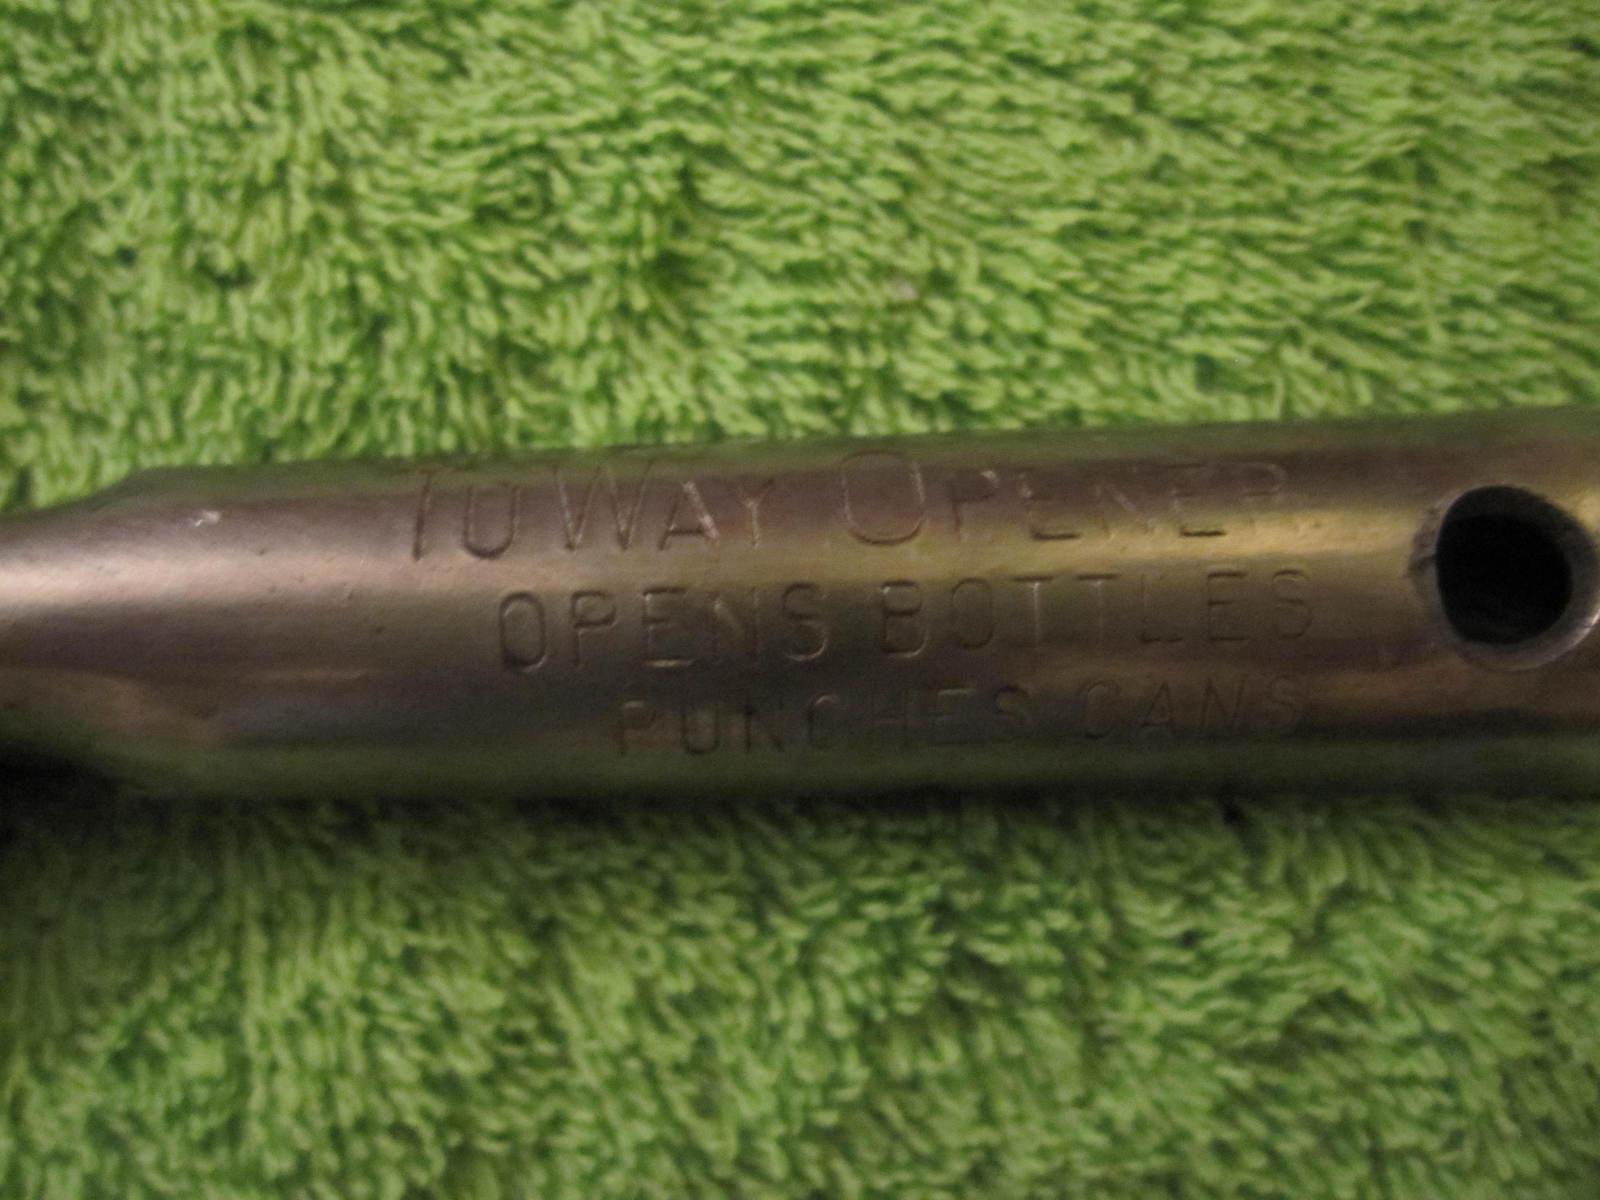 TU WAY OPENER
OPENS BOTTLES
PUNCHES CANS